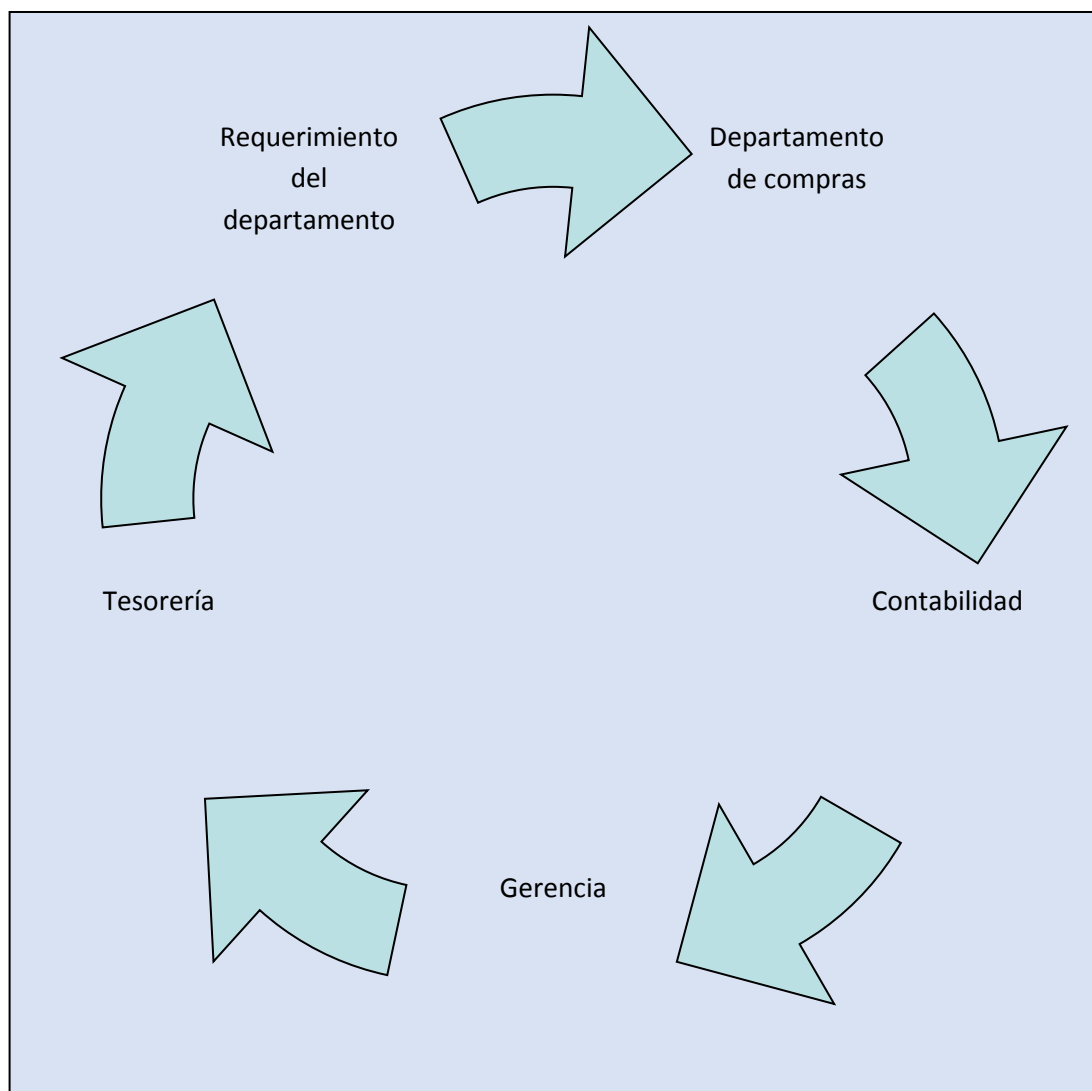 Requerimiento
del
departamento
Departamento
de compras
Contabilidad
Gerencia
Tesorería